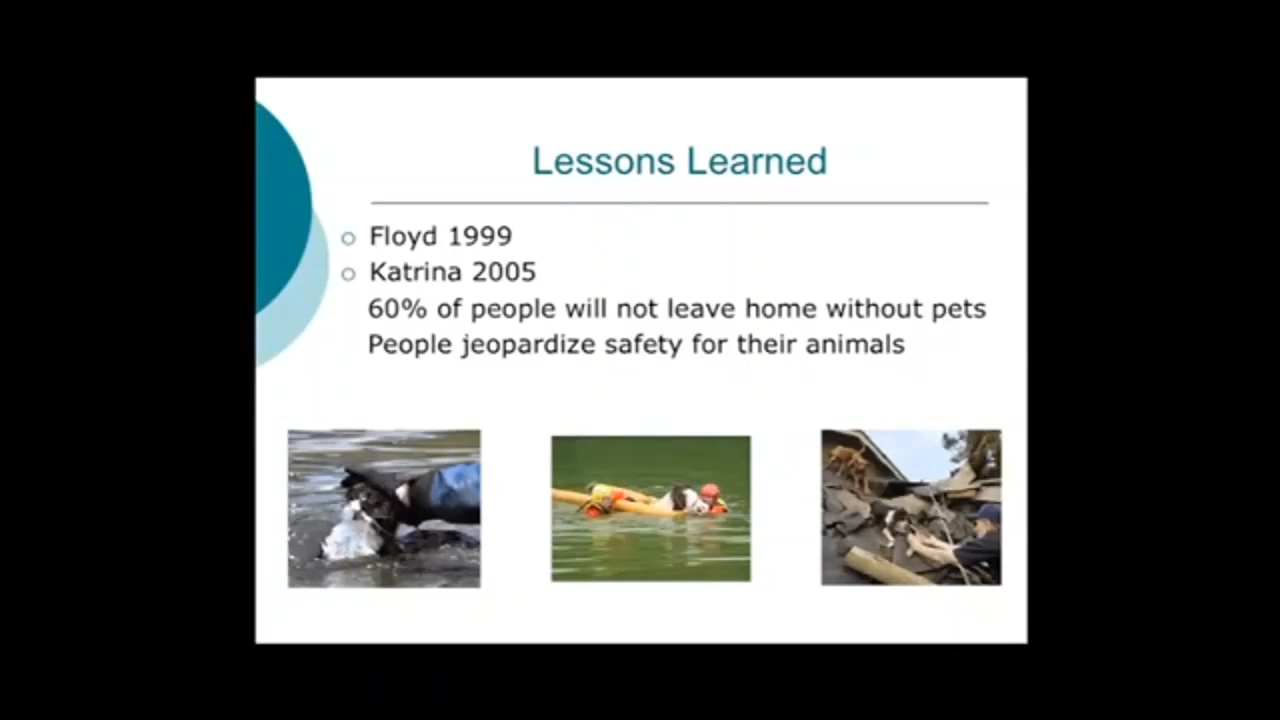 Lessons Learned
Floyd 1999
Katrina 2005
60% of people will not leave home without pets
People jeopardize safety for their animals